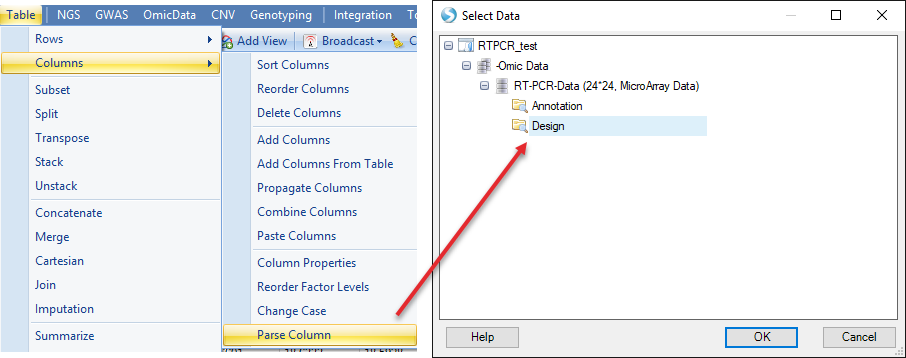 Table NGS GWAS OmicData CNV Genotyping Integration To
Rows
Columns
Subset
Split
Transpose
Stack
Unstack
Concatenate
Merge
Cartesian
Join
Imputation
Summarize
Add View Broadcast C
Sort Columns
Reorder Columns
Delete Columns
Add Columns
Add Columns From Table
Propagate Columns
Combine Columns
Paste Columns
Column Properties
Reorder Factor Levels
Change Case
Parse Column
Select Data
RTPCR_test
-Omic Data
RT-PCR-Data (24*24, MicroArray Data)
Annotation
Design
Help OK Cancel